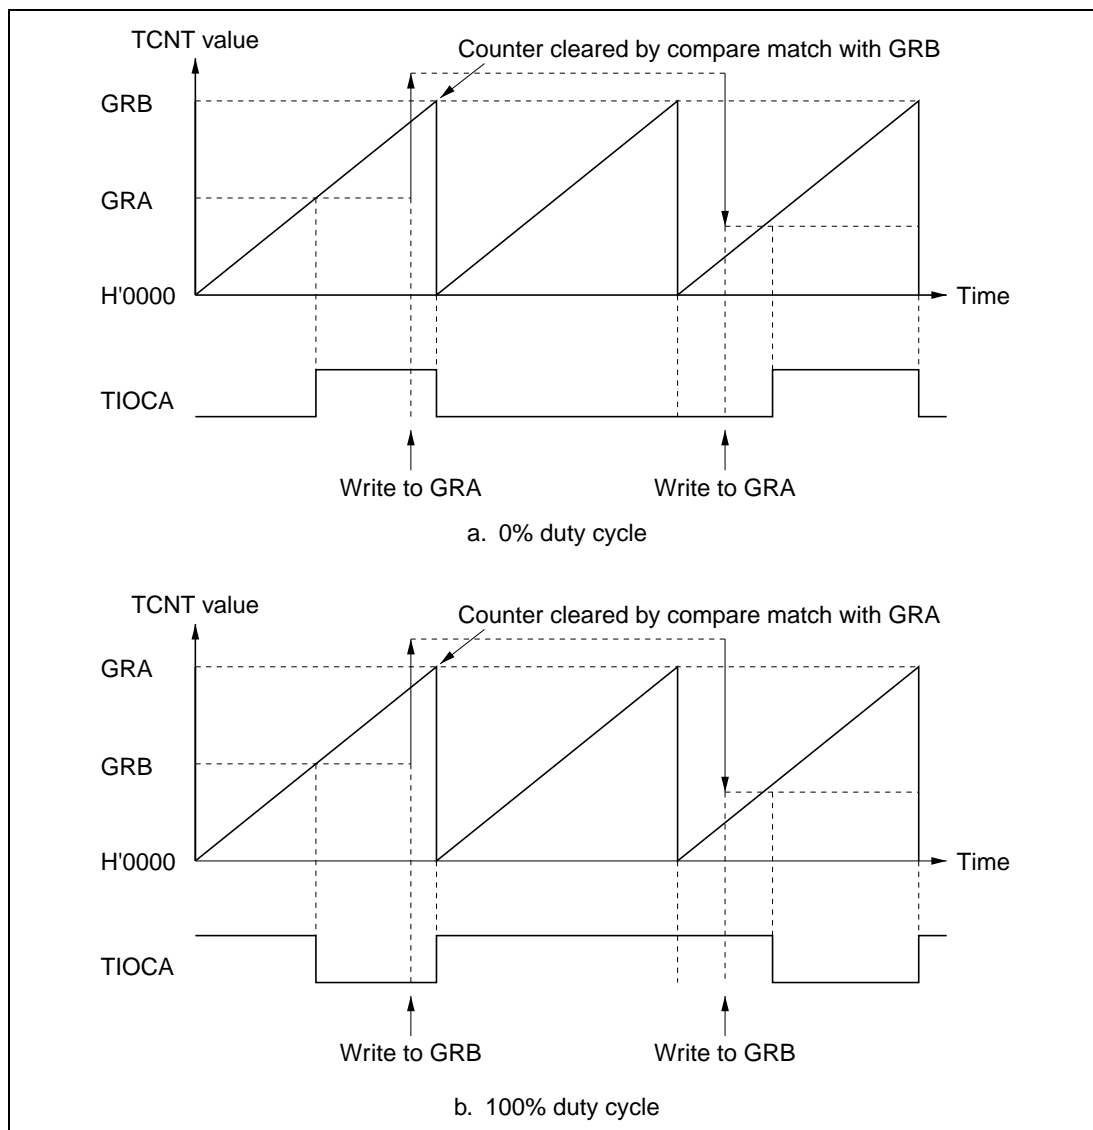 TCNT value
Counter cleared by compare match with GRB
GRB
GRA
H'0000
Time
TIOCA
Write to GRA
Write to GRA
a. 0% duty cycle
TCNT value
Counter cleared by compare match with GRA
GRA
GRB
H'0000
Time
TIOCA
Write to GRB
Write to GRB
b. 100% duty cycle